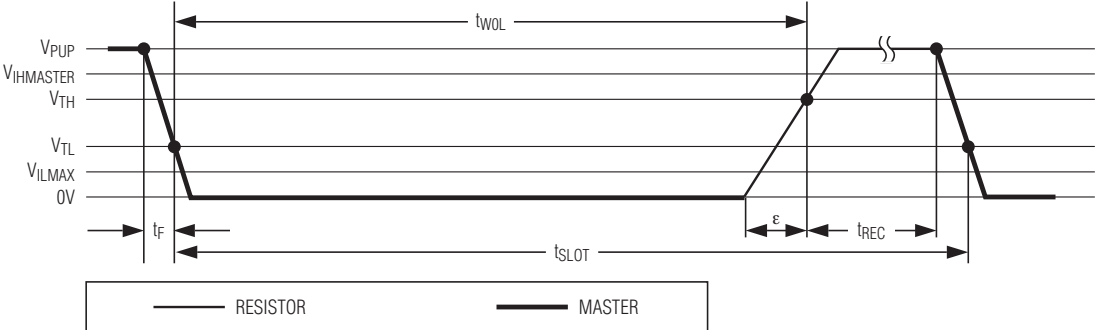 tW0L
VPUP
VIHMASTER
VTH
VTL
VILMAX
0V
tF
ε
tREC
tSLOT
RESISTOR
MASTER